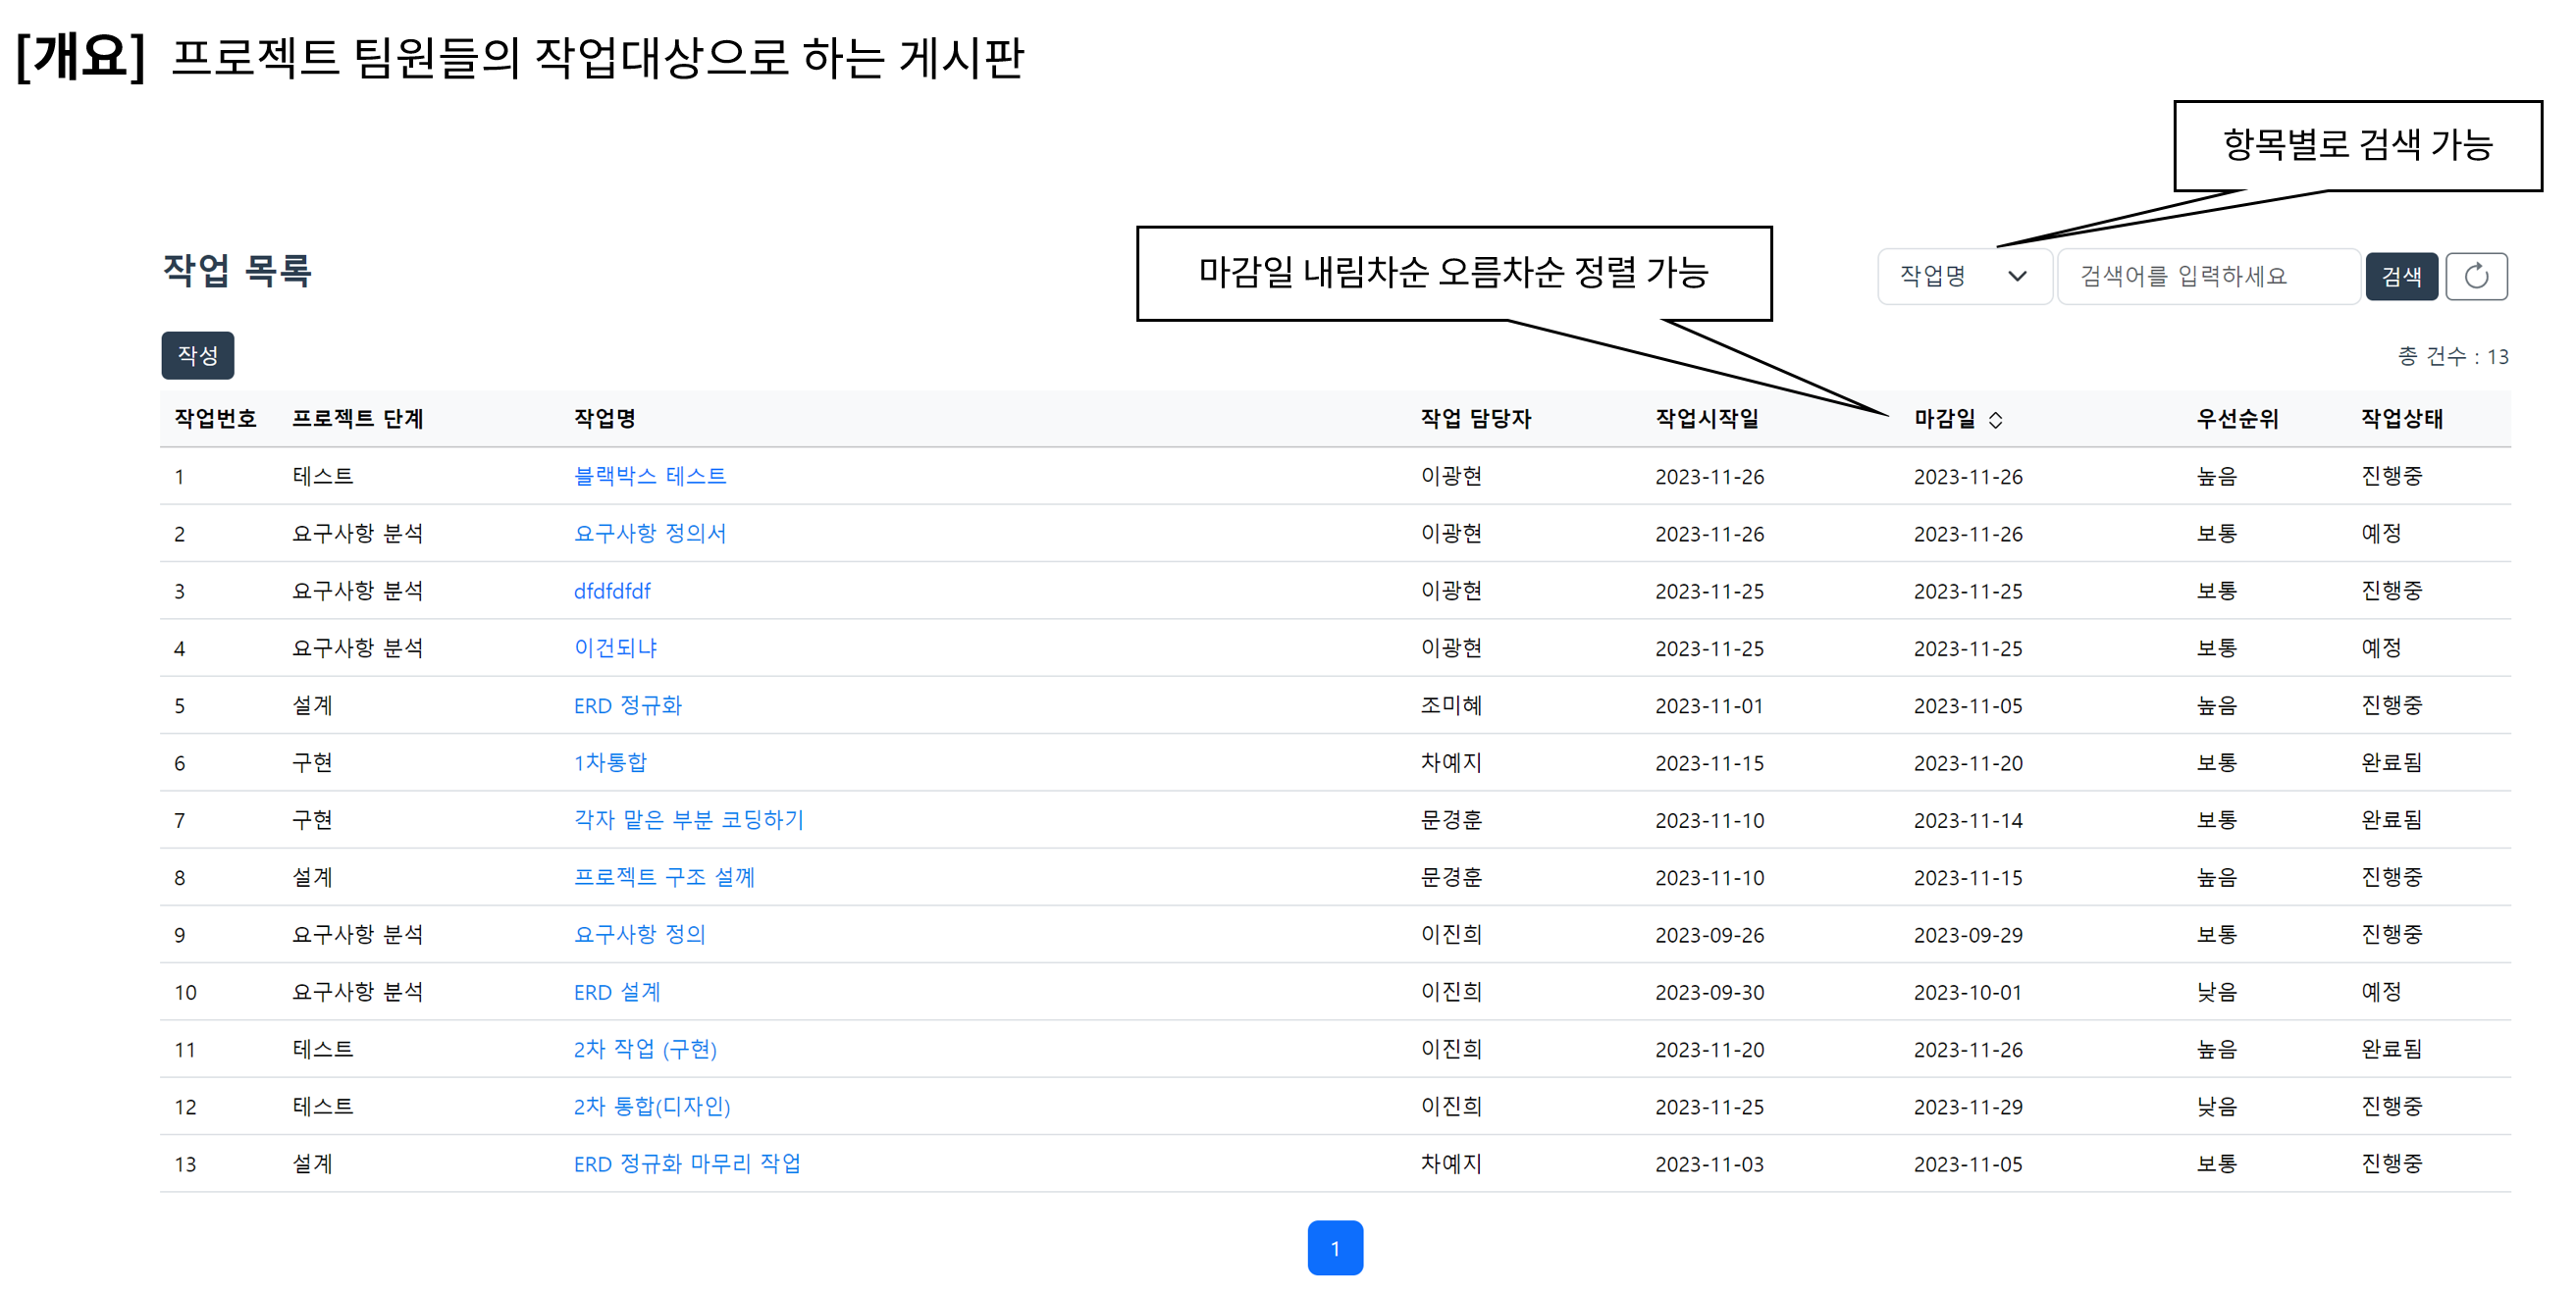 [개요] 프로젝트 팀원들의 작업대상으로 하는 게시판
항목별로 검색 가능
마감일 내림차순 오름차순 정렬 가능
작업 목록
작업명 검색어를 입력하세요 검색
작성
총 건수 : 13
작업번호 프로젝트 단계 작업명 작업 담당자 작업시작일 마감일 우선순위 작업상태
1 테스트 블랙박스 테스트 이광현 2023-11-26 2023-11-26 높음 진행중
2 요구사항 분석 요구사항 정의서 이광현 2023-11-26 2023-11-26 보통 예정
3 요구사항 분석 dfdfdfdf 이광현 2023-11-25 2023-11-25 보통 진행중
4 요구사항 분석 이건되냐 이광현 2023-11-25 2023-11-25 보통 예정
5 설계 ERD 정규화 조미혜 2023-11-01 2023-11-05 높음 진행중
6 구현 1차통합 차예지 2023-11-15 2023-11-20 보통 완료됨
7 구현 각자 맡은 부분 코딩하기 문경훈 2023-11-10 2023-11-14 보통 완료됨
8 설계 프로젝트 구조 설꼐 문경훈 2023-11-10 2023-11-15 높음 진행중
9 요구사항 분석 요구사항 정의 이진희 2023-09-26 2023-09-29 보통 진행중
10 요구사항 분석 ERD 설계 이진희 2023-09-30 2023-10-01 낮음 예정
11 테스트 2차 작업 (구현) 이진희 2023-11-20 2023-11-26 높음 완료됨
12 테스트 2차 통합(디자인) 이진희 2023-11-25 2023-11-29 낮음 진행중
13 설계 ERD 정규화 마무리 작업 차예지 2023-11-03 2023-11-05 보통 진행중
1